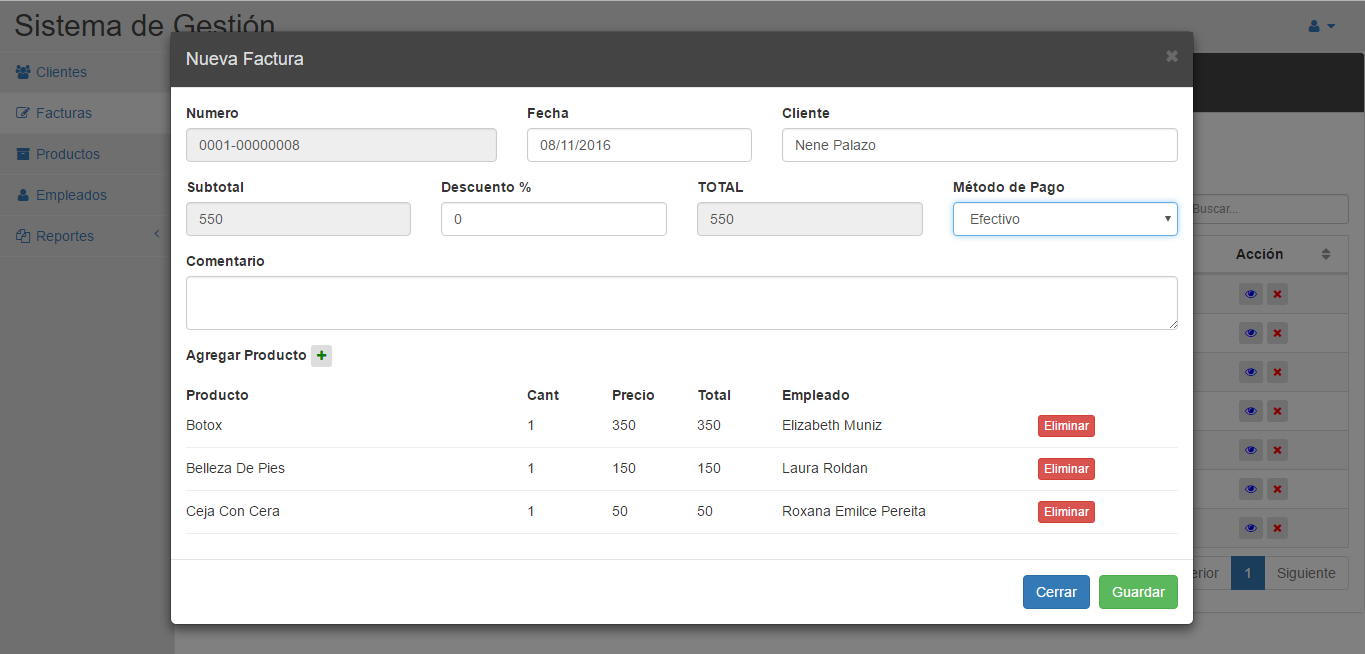 Sistema de Gestión
Clientes
Facturas
Productos
Empleados
Reportes
Nueva Factura
Numero Fecha Cliente
0001-00000008 08/11/2016 Nene Palazo
Subtotal Descuento % TOTAL Método de Pago
550 0 550 Efectivo
Comentario
Agregar Producto
Producto Cant Precio Total Empleado
Botox 1 350 350 Elizabeth Muniz Eliminar
Belleza De Pies 1 150 150 Laura Roldan Eliminar
Ceja Con Cera 1 50 50 Roxana Emilce Pereita Eliminar
Cerrar Guardar
Buscar...
Acción
1 Siguiente